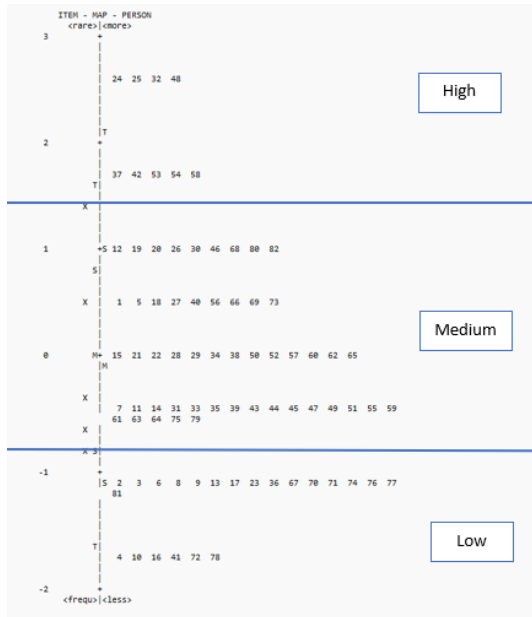 ITEM - MAP - PERSON
<rare>|<more>
3 +
24 25 32 48
High
|T
2 +
37 42 53 54 58
T|
X |
1 +S 12 19 20 26 30 46 68 80 82
S|
X | 1 5 18 27 40 56 66 69 73
Medium
0 M+ 15 21 22 28 29 34 38 50 52 57 60 62 65
|M
X |
7 11 14 31 33 35 39 43 44 45 47 49 51 55 59
61 63 64 75 79
X |
X S|
-1 +
|S 2 3 6 8 9 13 17 23 36 67 70 71 74 76 77
81
Low
T|
4 10 16 41 72 78
-2 +
<frequ>|<less>